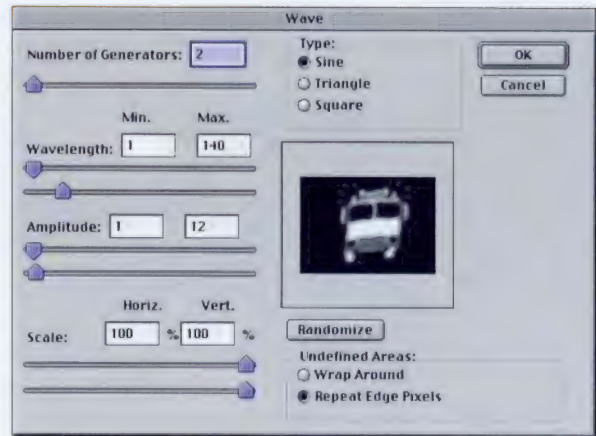 Wave
Number of Generators: 2
Min. Max.
Wavelength: 1 140
Amplitude: 1 12
Horiz. Vert.
Scale: 100 % 100 %
Type:
Sine
Triangle
Square
OK
Cancel
Randomize
Undefined Areas:
Wrap Around
Repeat Edge Pixels